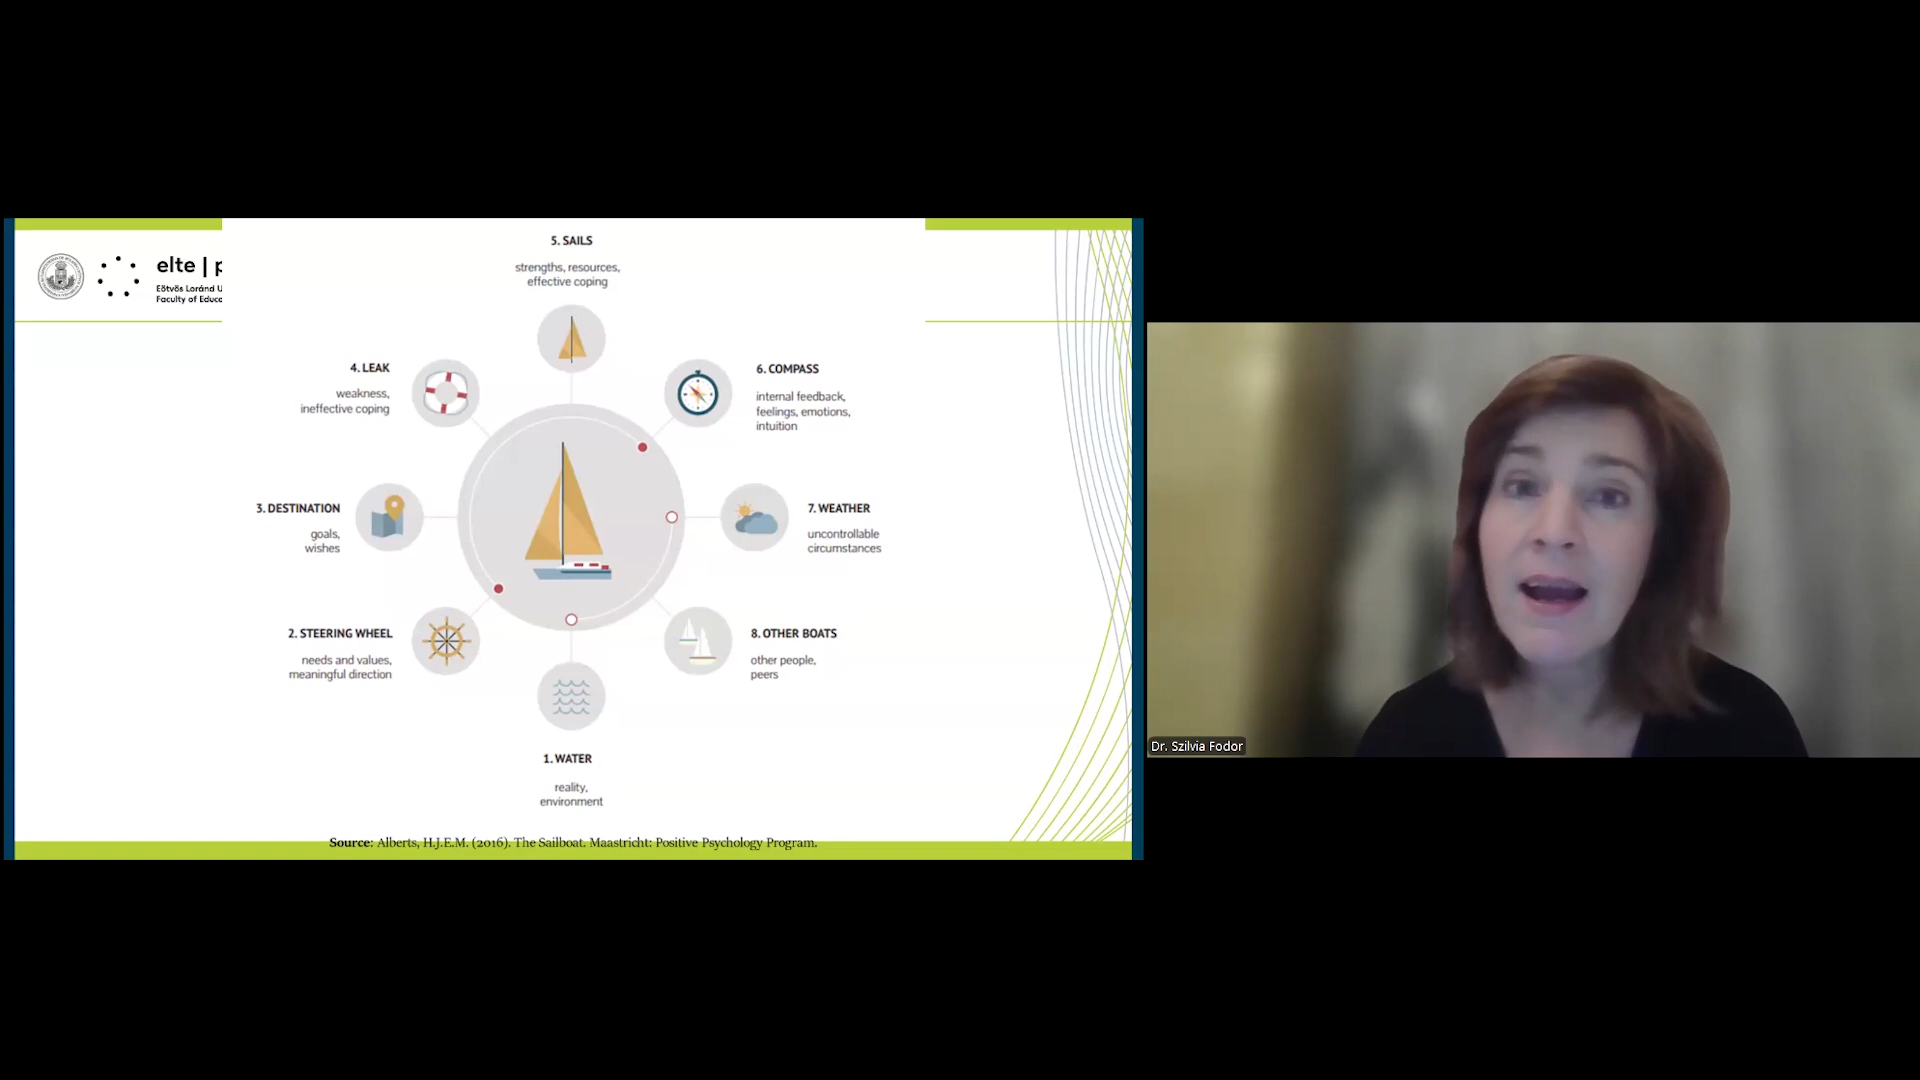 elte |
Eötvös Loránd U
Faculty of Educa
5. SAILS
strengths, resources,
effective coping
4. LEAK
weakness,
ineffective coping
6. COMPASS
internal feedback,
feelings, emotions,
intuition
3. DESTINATION
goals,
wishes
7. WEATHER
uncontrollable
circumstances
2. STEERING WHEEL
needs and values,
meaningful direction
8. OTHER BOATS
other people,
peers
1. WATER
reality,
environment
Source: Alberts, H.J.E.M. (2016). The Sailboat. Maastricht: Positive Psychology Program.
Dr. Szilvia Fodor